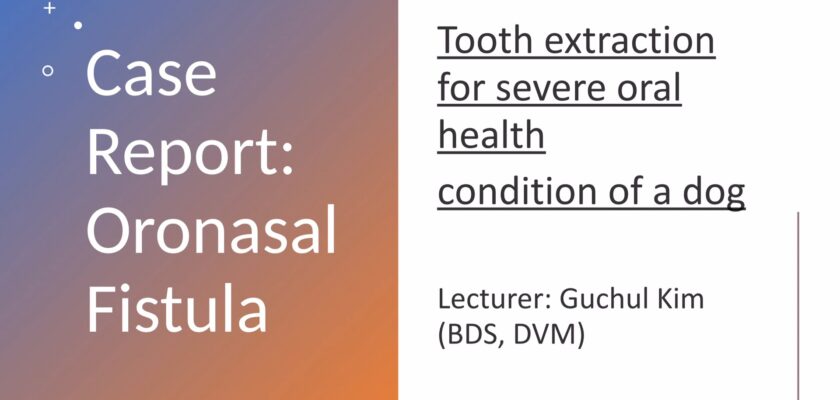 Case
Report:
Oronasal
Fistula
Tooth extraction
for severe oral
health
condition of a dog
Lecturer: Guchul Kim
(BDS, DVM)